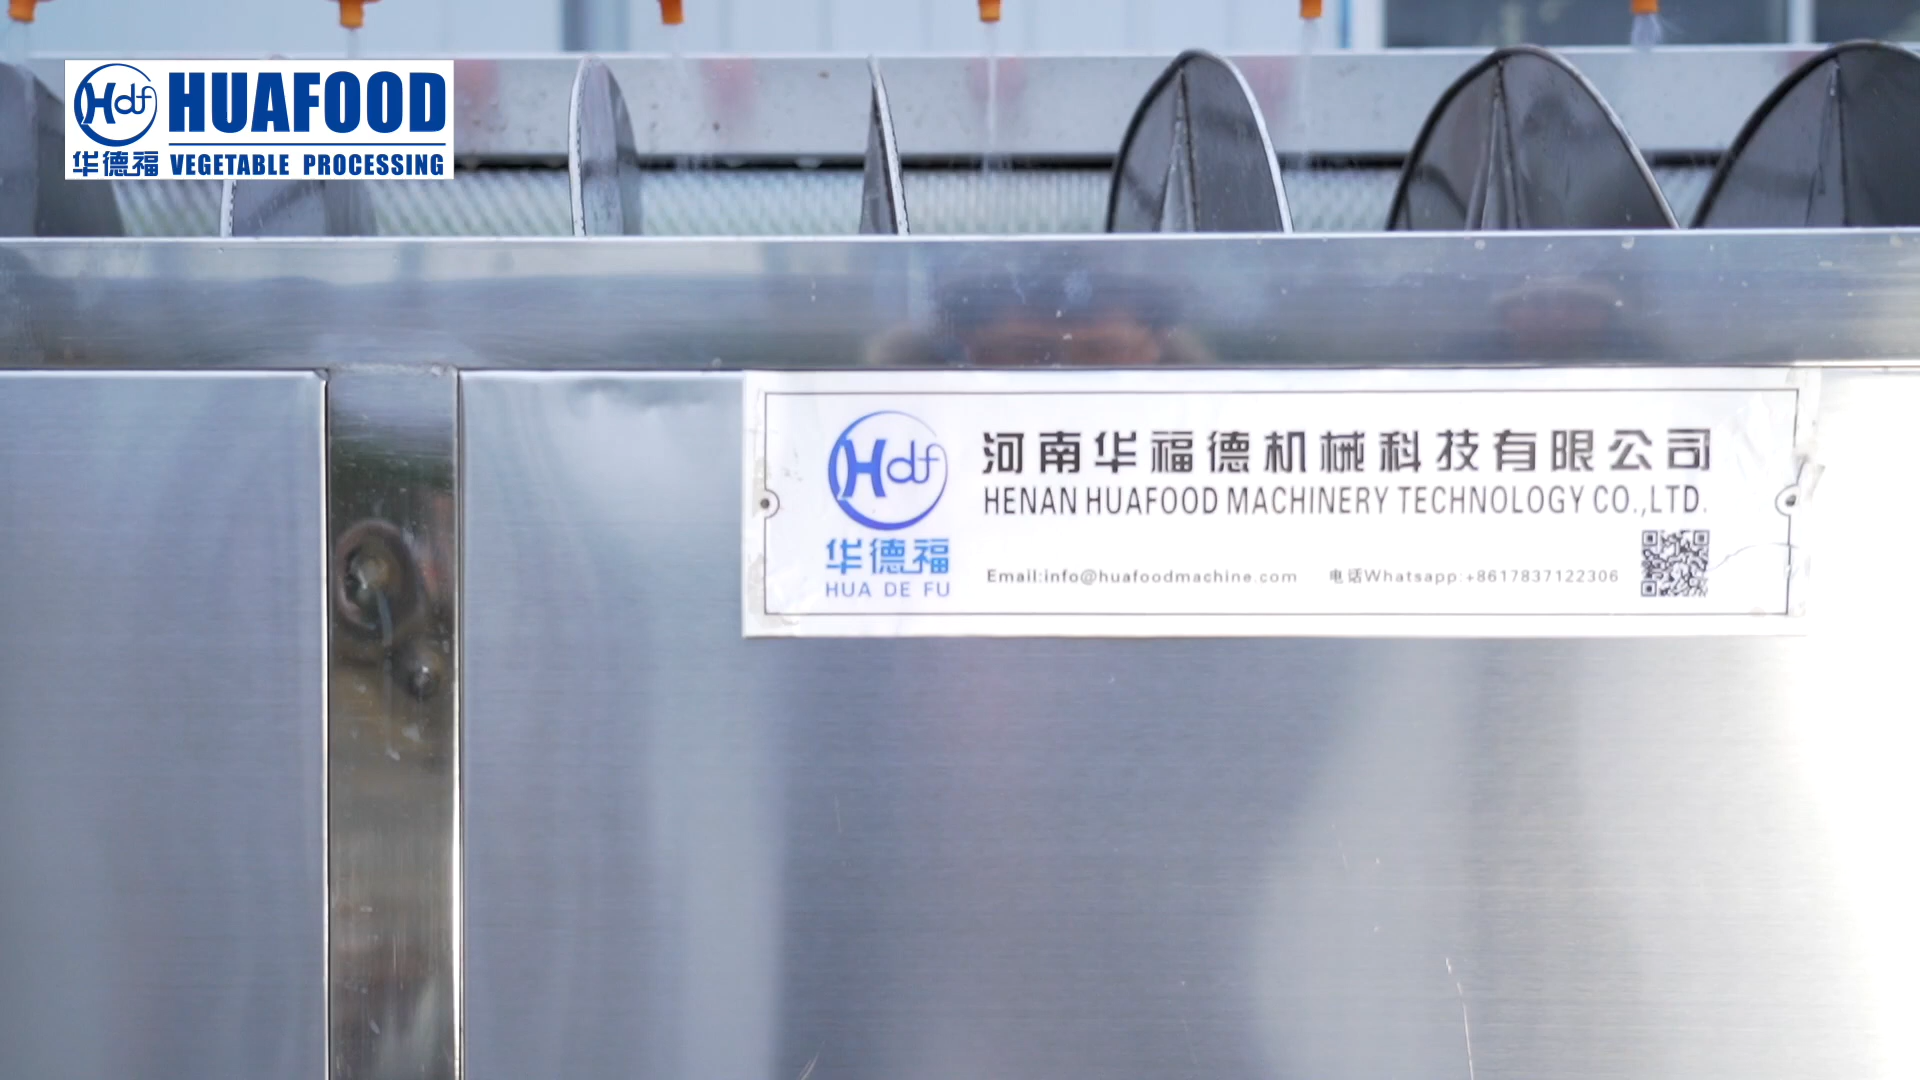 Hdf
HUAFOOD
华德福
VEGETABLE PROCESSING
Hdf
华德福
HUA DE FU
河南华福德机械科技有限公司
HENAN HUAFOOD MACHINERY TECHNOLOGY CO.,LTD.
Email:info@huafoodmachine.com 电话Whatsapp:+8617837122306